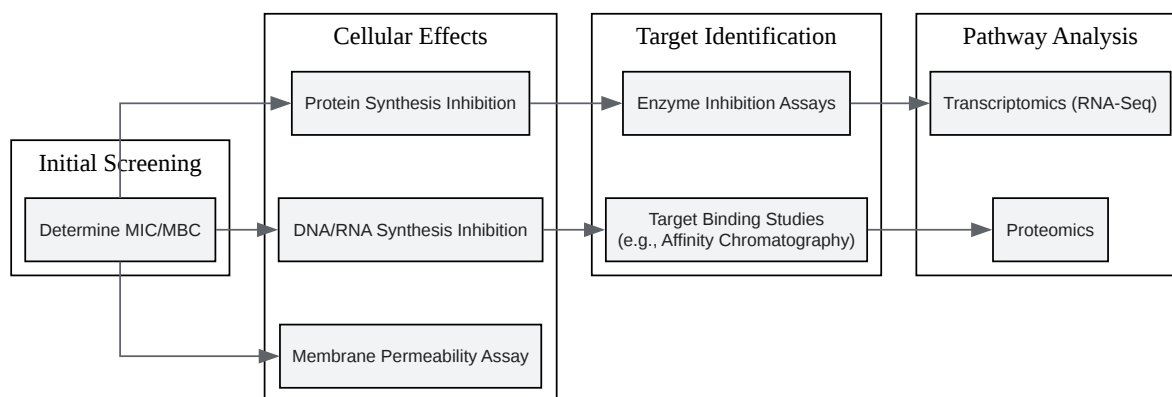 Initial Screening
Determine MIC/MBC
Cellular Effects
Protein Synthesis Inhibition
DNA/RNA Synthesis Inhibition
Membrane Permeability Assay
Target Identification
Enzyme Inhibition Assays
Target Binding Studies
(e.g., Affinity Chromatography)
Pathway Analysis
Transcriptomics (RNA-Seq)
Proteomics